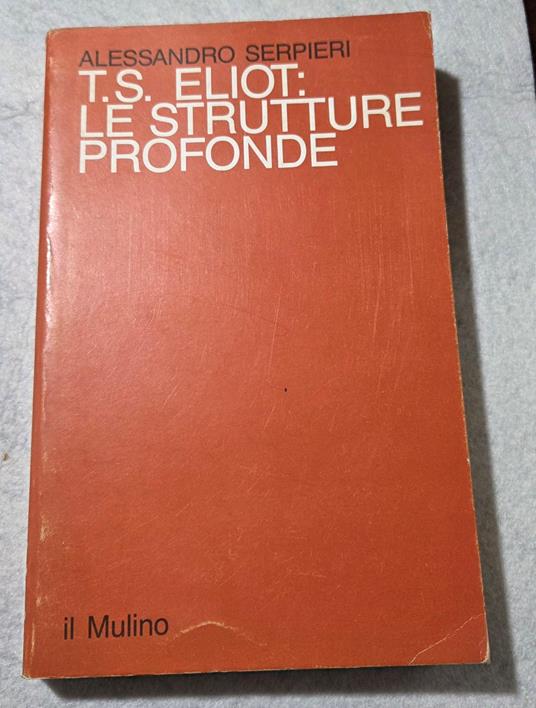 ALESSANDRO SERPIERI
T.S. ELIOT:
LE STRUTTURE
PROFONDE
il Mulino